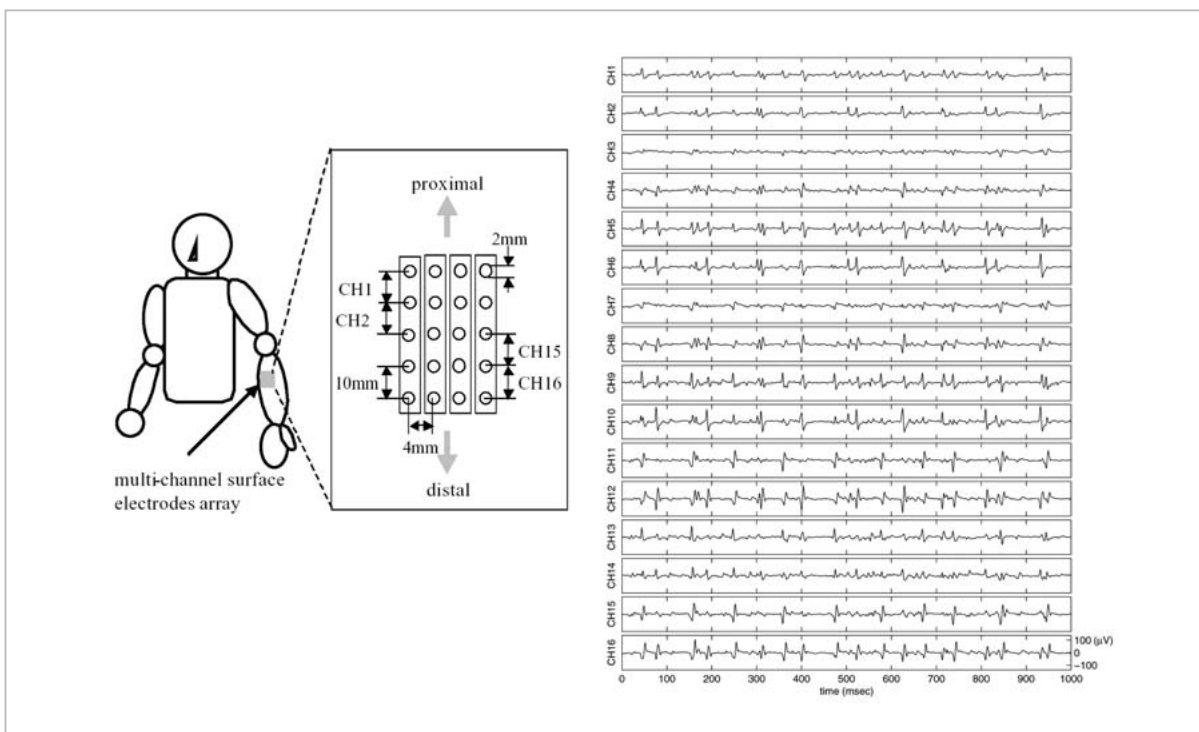 proximal
2mm
CH1
CH2
CH15
CH16
10mm
4mm
distal
multi-channel surface
electrodes array
CH1
CH2
CH3
CH4
CH5
CH6
CH7
CH8
CH9
CH10
CH11
CH12
CH13
CH14
CH15
CH16
100 (μV)
0
−100
0 100 200 300 400 500 600 700 800 900 1000
time (msec)